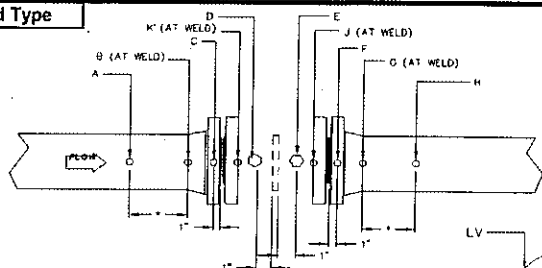 d Type
D
E
K (AT WELD)
J (AT WELD)
C
F
B (AT WELD)
G (AT WELD)
A
H
FLOW
*
*
1"
1"
1"
1"
LV